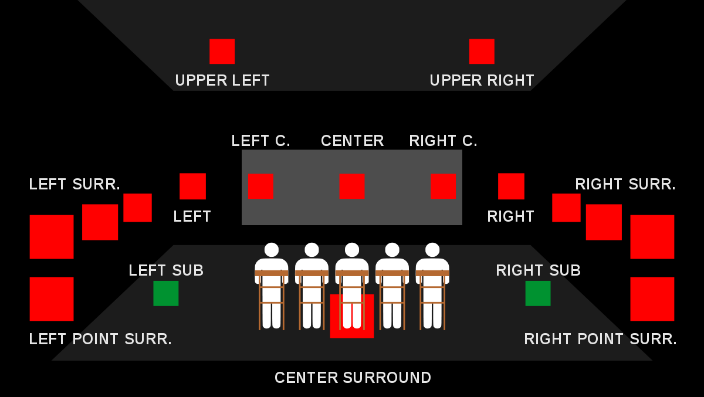 UPPER LEFT
UPPER RIGHT
LEFT C.
CENTER
RIGHT C.
LEFT SURR.
RIGHT SURR.
LEFT
RIGHT
LEFT SUB
RIGHT SUB
LEFT POINT SURR.
RIGHT POINT SURR.
CENTER SURROUND